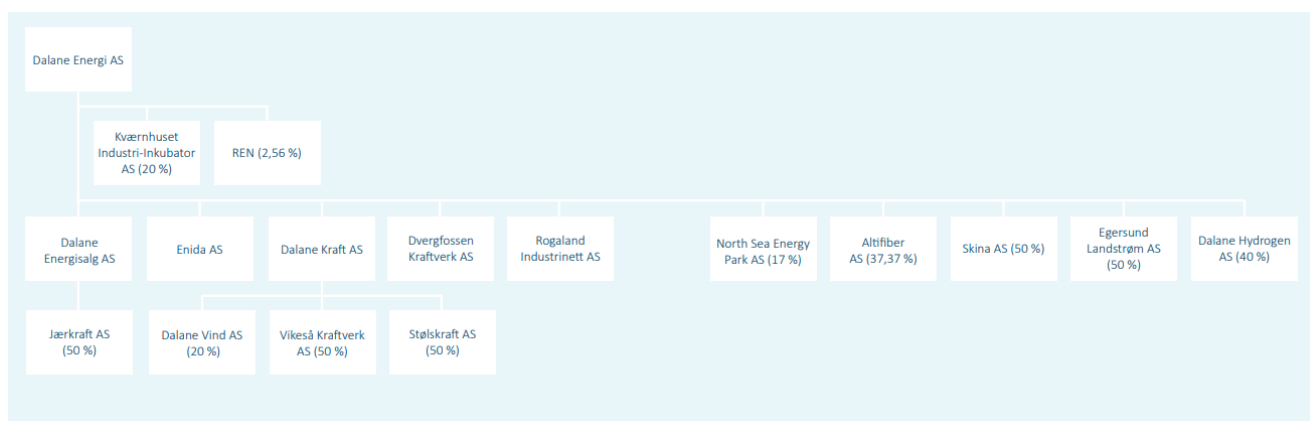 Dalane Energi AS
Kværnhuset
Industri-Inkubator
AS (20 %)
REN (2,56 %)
Dalane
Energisalg AS
Enida AS
Dalane Kraft AS
Dvergfossen
Kraftverk AS
Rogaland
Industrinett AS
North Sea Energy
Park AS (17 %)
Altifiber
AS (37,37 %)
Skina AS (50 %)
Egersund
Landstrøm AS
(50 %)
Dalane Hydrogen
AS (40 %)
Jærkraft AS
(50 %)
Dalane Vind AS
(20 %)
Vikeså Kraftverk
AS (50 %)
Stølskraft AS
(50 %)